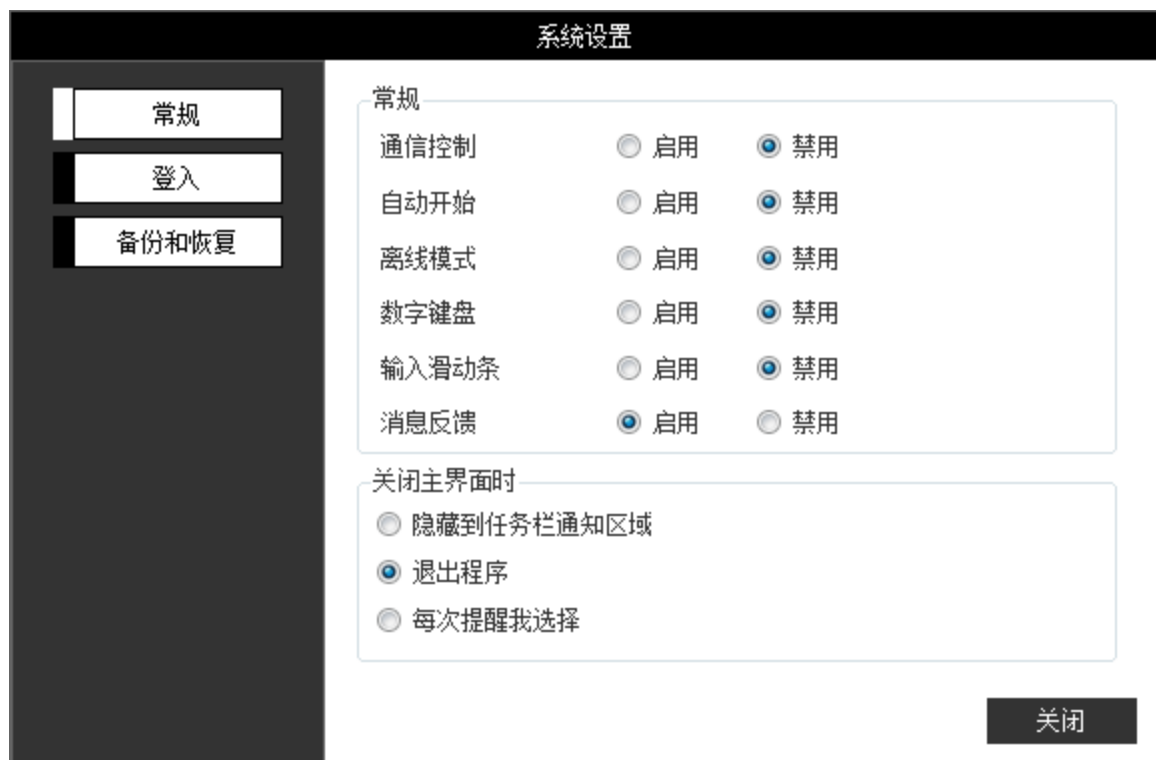 系统设置
常规
登入
备份和恢复
常规
通信控制 启用 禁用
自动开始 启用 禁用
离线模式 启用 禁用
数字键盘 启用 禁用
输入滑动条 启用 禁用
消息反馈 启用 禁用
关闭主界面时
隐藏到任务栏通知区域
退出程序
每次提醒我选择
关闭